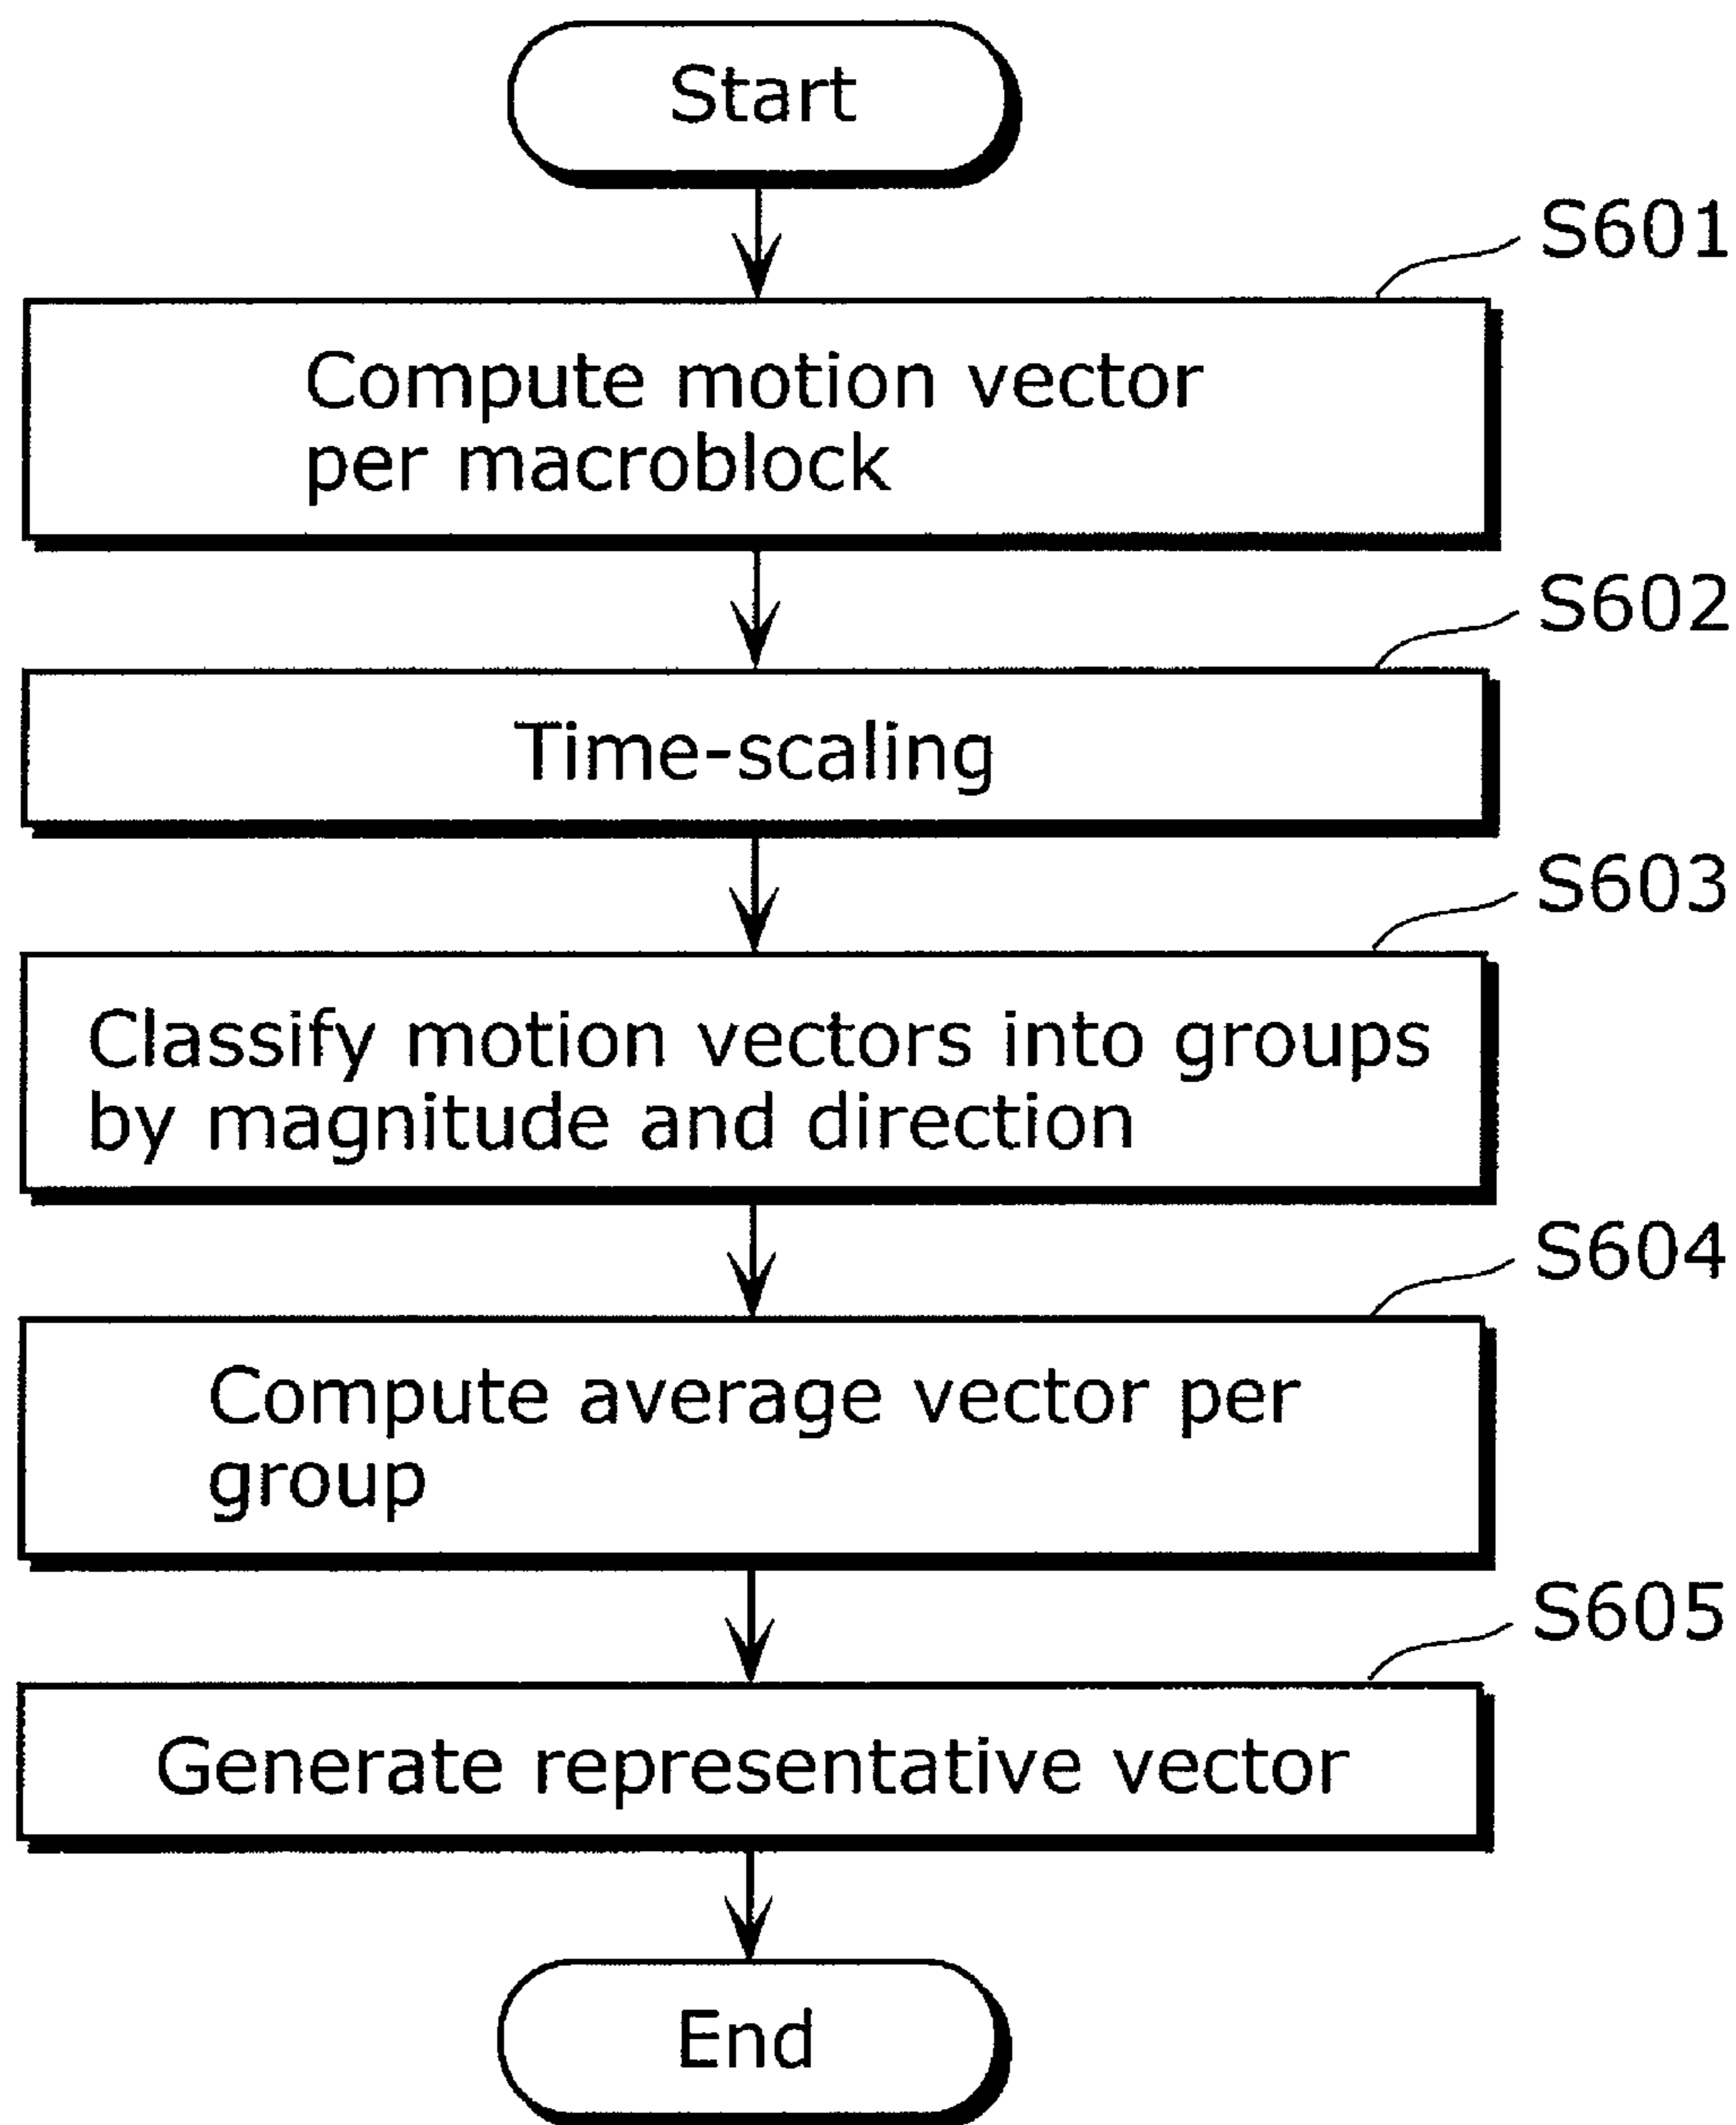 Start
S601
Compute motion vector
per macroblock
S602
Time-scaling
S603
Classify motion vectors into groups
by magnitude and direction
S604
Compute average vector per
group
S605
Generate representative vector
End